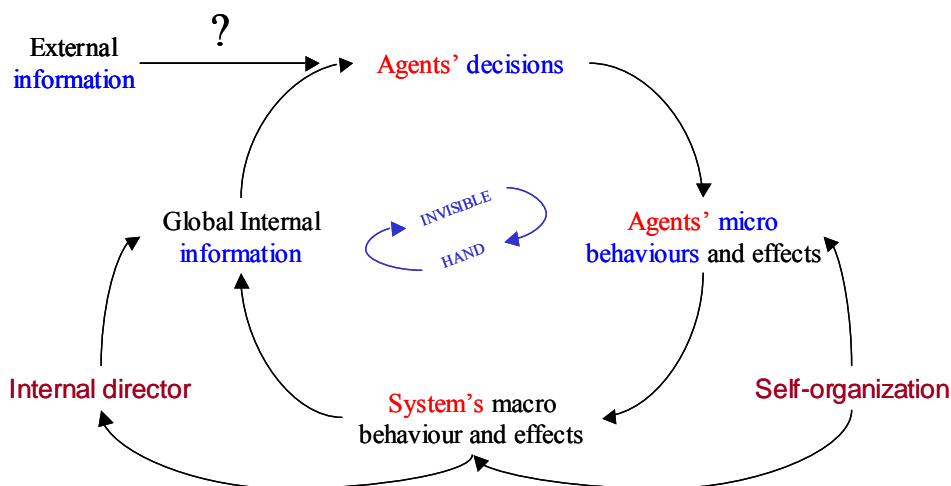 ?
External
information
Agents’ decisions
INVISIBLE
HAND
Global Internal
information
Agents’ micro
behaviours and effects
Internal director
System’s macro
behaviour and effects
Self-organization